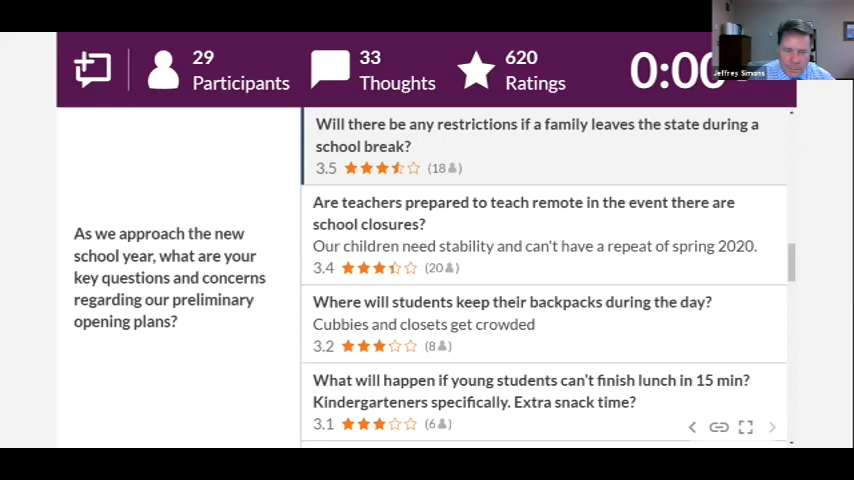 29
Participants
33
Thoughts
620
Ratings
0:00
Jeffrey Simons
As we approach the new
school year, what are your
key questions and concerns
regarding our preliminary
opening plans?
Will there be any restrictions if a family leaves the state during a
school break?
3.5 (18)
Are teachers prepared to teach remote in the event there are
school closures?
Our children need stability and can't have a repeat of spring 2020.
3.4 (20)
Where will students keep their backpacks during the day?
Cubbies and closets get crowded
3.2 (8)
What will happen if young students can't finish lunch in 15 min?
Kindergarteners specifically. Extra snack time?
3.1 (6)